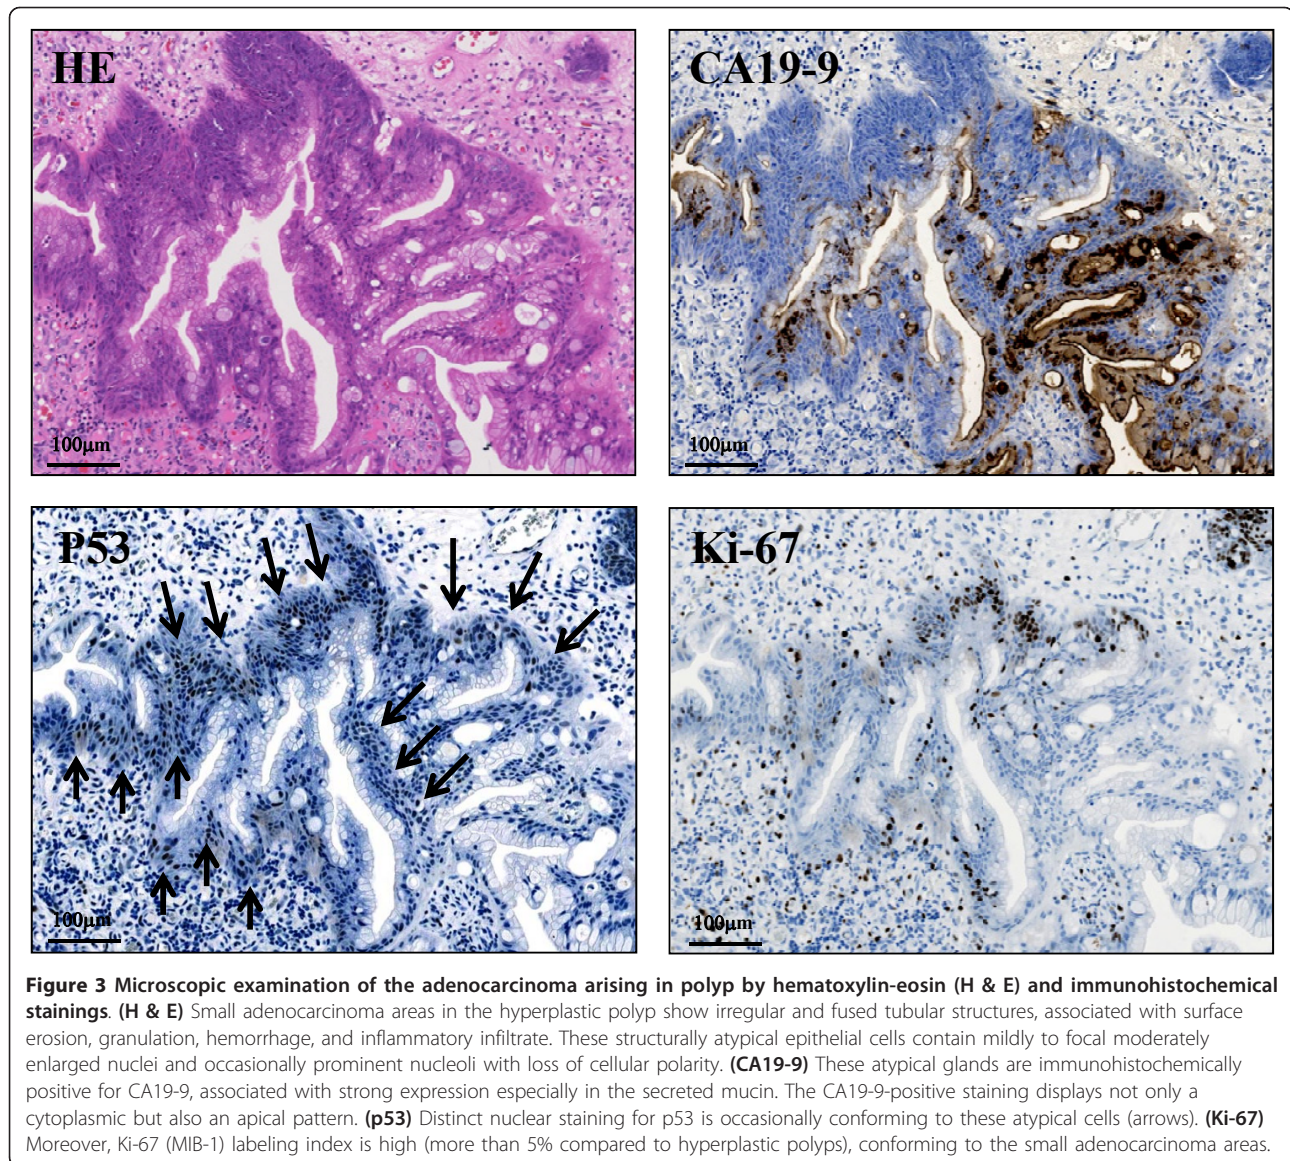 HE
CA19-9
100μm
100μm
P53
Ki-67
100μm
100μm
Figure 3 Microscopic examination of the adenocarcinoma arising in polyp by hematoxylin-eosin (H & E) and immunohistochemical
stainings. (H & E) Small adenocarcinoma areas in the hyperplastic polyp show irregular and fused tubular structures, associated with surface
erosion, granulation, hemorrhage, and inflammatory infiltrate. These structurally atypical epithelial cells contain mildly to focal moderately
enlarged nuclei and occasionally prominent nucleoli with loss of cellular polarity. (CA19-9) These atypical glands are immunohistochemically
positive for CA19-9, associated with strong expression especially in the secreted mucin. The CA19-9-positive staining displays not only a
cytoplasmic but also an apical pattern. (p53) Distinct nuclear staining for p53 is occasionally conforming to these atypical cells (arrows). (Ki-67)
Moreover, Ki-67 (MIB-1) labeling index is high (more than 5% compared to hyperplastic polyps), conforming to the small adenocarcinoma areas.